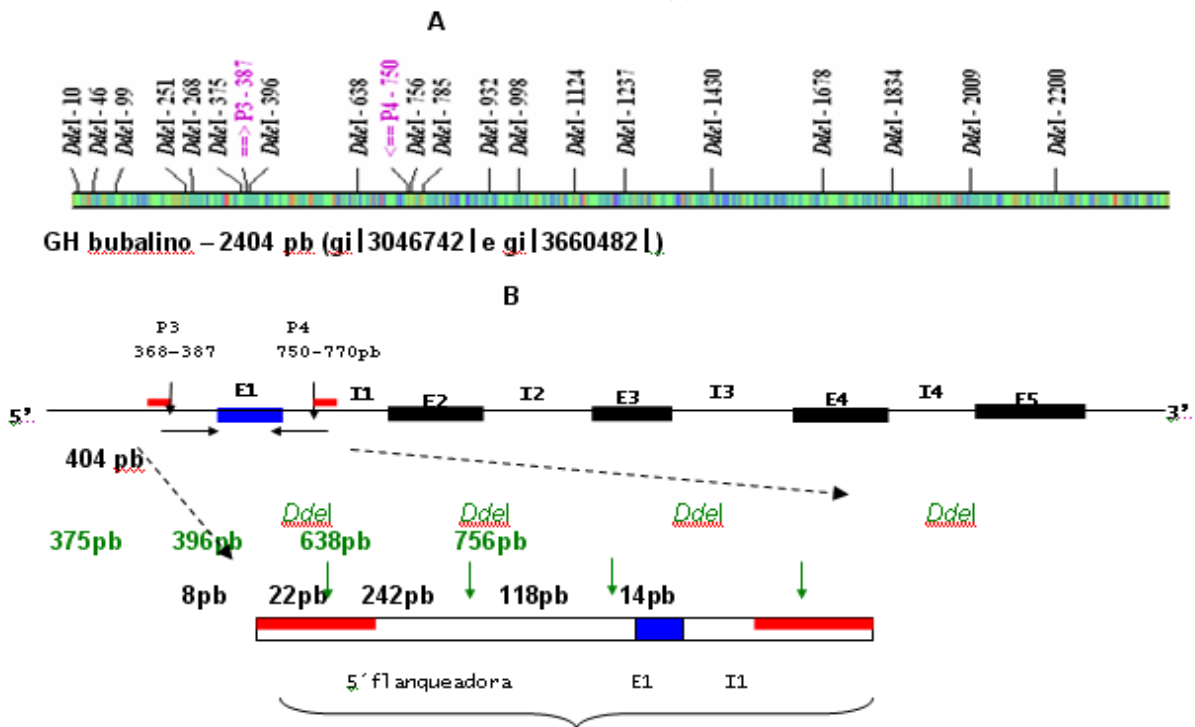 A
DdeI - 10
DdeI - 46
DdeI - 99
DdeI - 251
DdeI - 268
DdeI - 375
==> P3 - 387
DdeI - 396
DdeI - 638
<== P4 - 750
DdeI - 756
DdeI - 785
DdeI - 932
DdeI - 998
DdeI - 1124
DdeI - 1237
DdeI - 1430
DdeI - 1678
DdeI - 1834
DdeI - 2009
DdeI - 2200
GH bubalino – 2404 pb (gi|3046742| e gi|3660482|)
B
P3 P4
368-387 750-770pb
E1 I1 E2 I2 E3 I3 E4 I4 E5
5' 3'
404 pb
DdeI DdeI DdeI DdeI
375pb 396pb 638pb 756pb
8pb 22pb 242pb 118pb 14pb
5´flanqueadora E1 I1